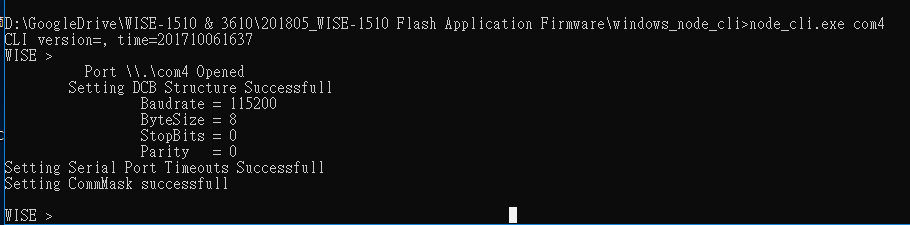 D:\GoogleDrive\WISE-1510 & 3610\201805_WISE-1510 Flash Application Firmware\windows_node_cli>node_cli.exe com4
CLI version=, time=201710061637
WISE >
Port \\.\com4 Opened
Setting DCB Structure Successfull
Baudrate = 115200
ByteSize = 8
StopBits = 0
Parity   = 0
Setting Serial Port Timeouts Successfull
Setting CommMask successfull
WISE >